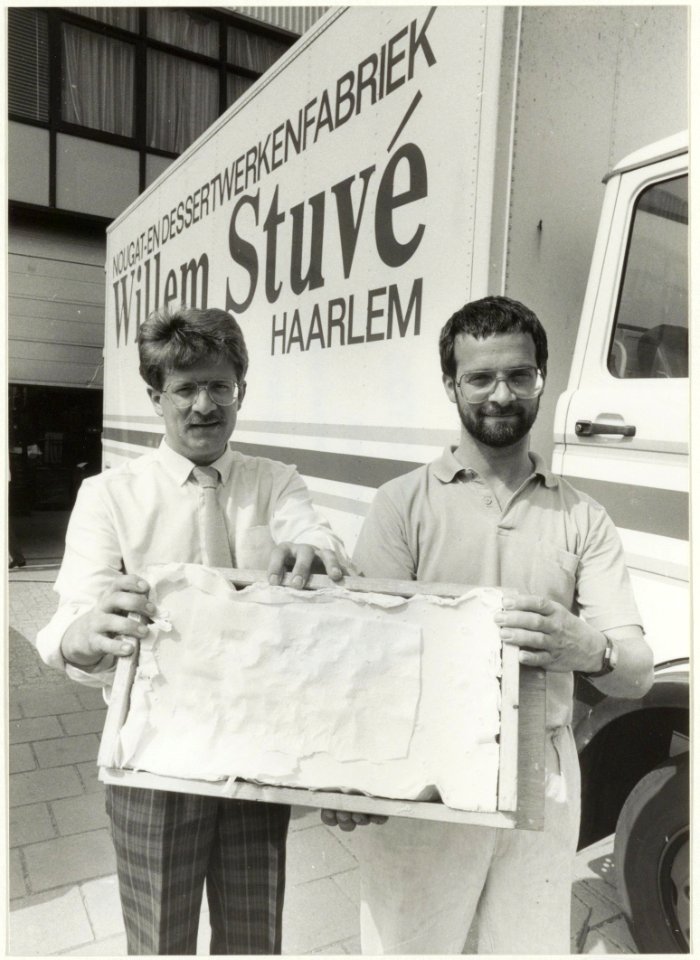 NOUGAT-EN DESSERTWERKENFABRIEK
Willem Stuvé
HAARLEM